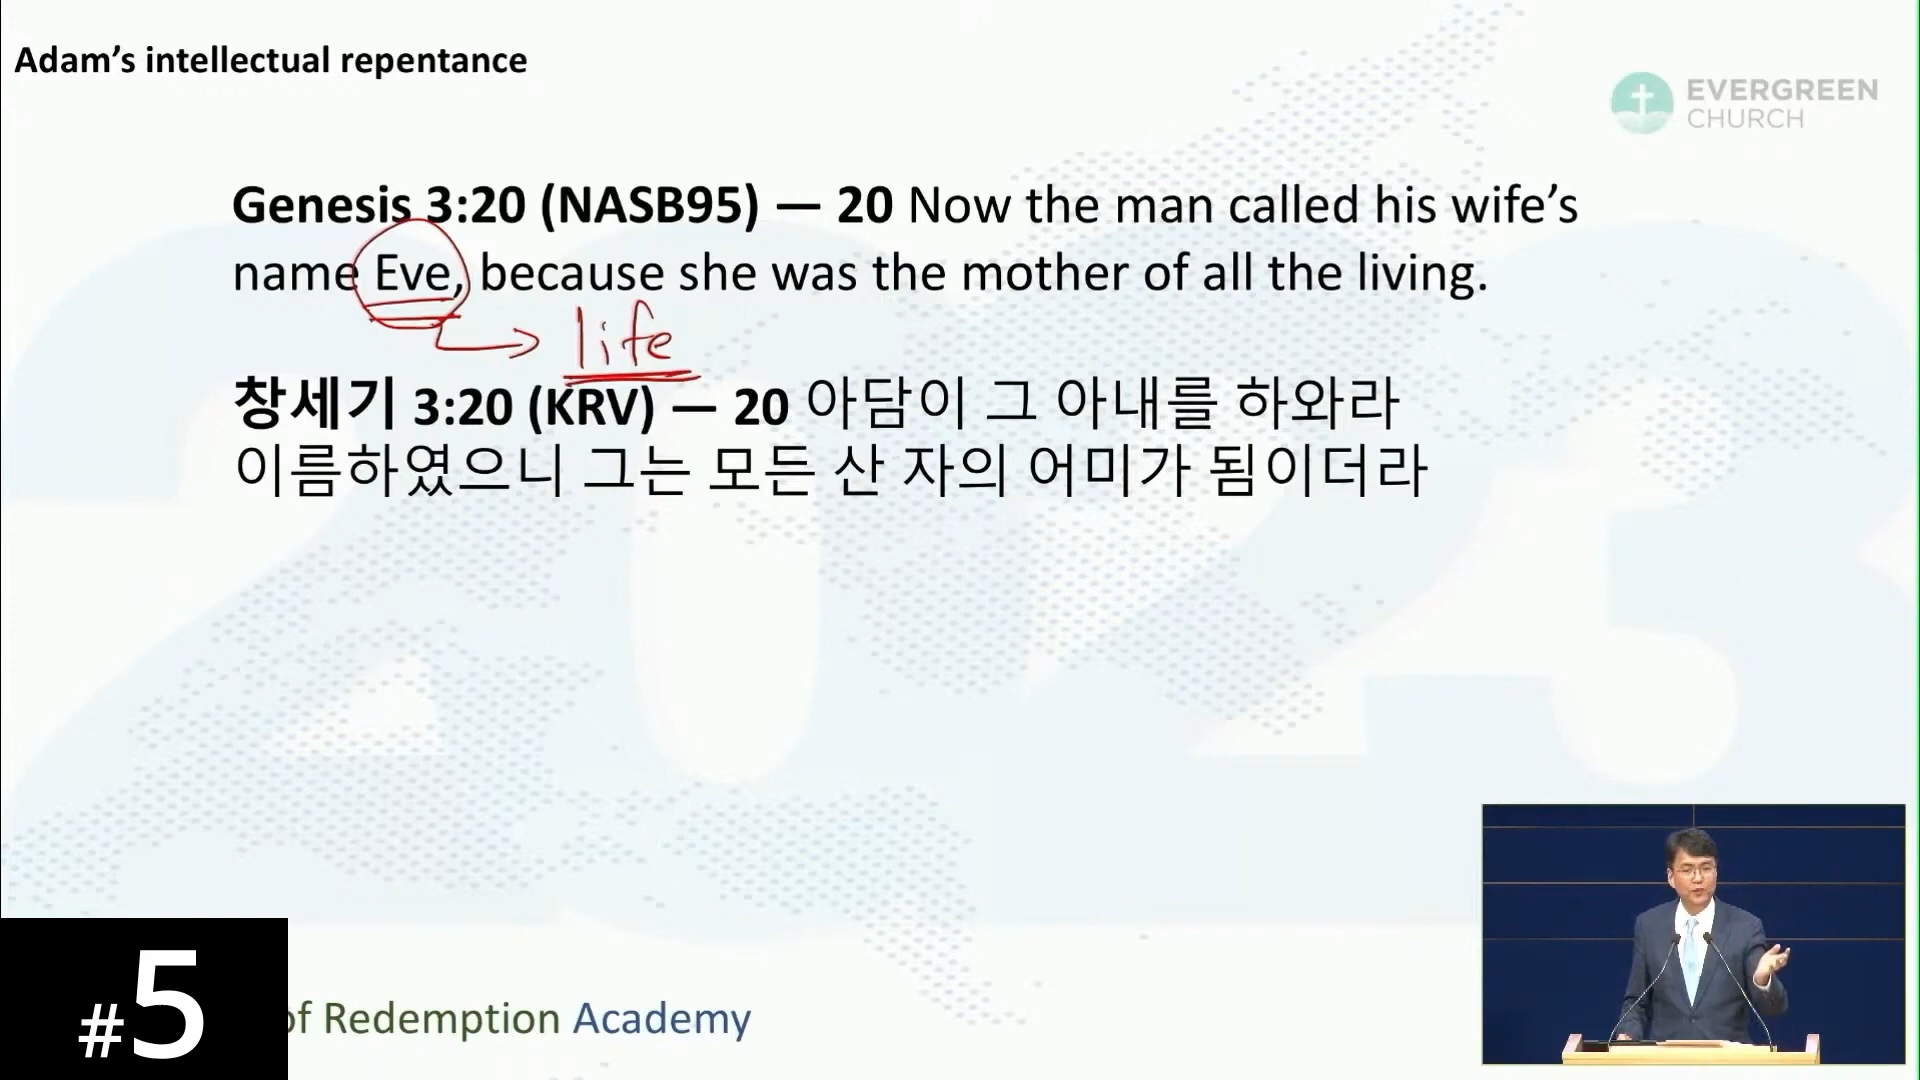 Adam’s intellectual repentance
EVERGREEN
CHURCH
Genesis 3:20 (NASB95) — 20 Now the man called his wife’s
name Eve, because she was the mother of all the living.
life
창세기 3:20 (KRV) — 20 아담이 그 아내를 하와라
이름하였으니 그는 모든 산 자의 어미가 됨이더라
2023
#5
of Redemption Academy